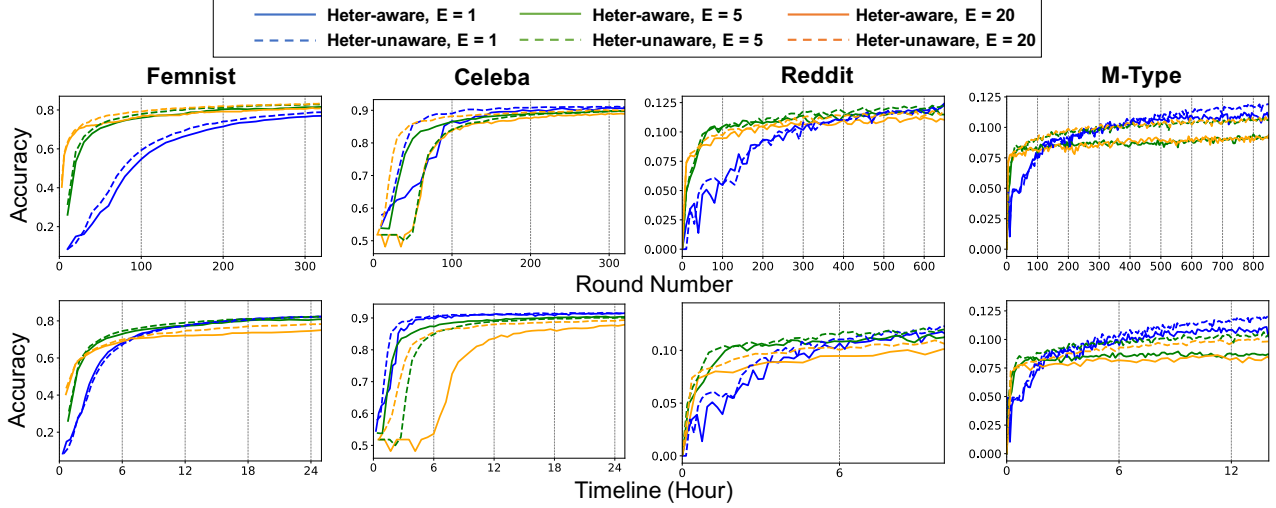 Heter-aware, E = 1 Heter-aware, E = 5 Heter-aware, E = 20
Heter-unaware, E = 1 Heter-unaware, E = 5 Heter-unaware, E = 20
Femnist Celeba Reddit M-Type
Accuracy
0.8
0.6
0.4
0.2
0 100 200 300
0.9
0.8
0.7
0.6
0.5
0 100 200 300
0.125
0.100
0.075
0.050
0.025
0.000
0 100 200 300 400 500 600
0.125
0.100
0.075
0.050
0.025
0.000
0 100 200 300 400 500 600 700 800
Round Number
Accuracy
0.8
0.6
0.4
0.2
0 6 12 18 24
0.9
0.8
0.7
0.6
0.5
0 6 12 18 24
0.10
0.05
0.00
0 6
0.125
0.100
0.075
0.050
0.025
0.000
0 6 12
Timeline (Hour)